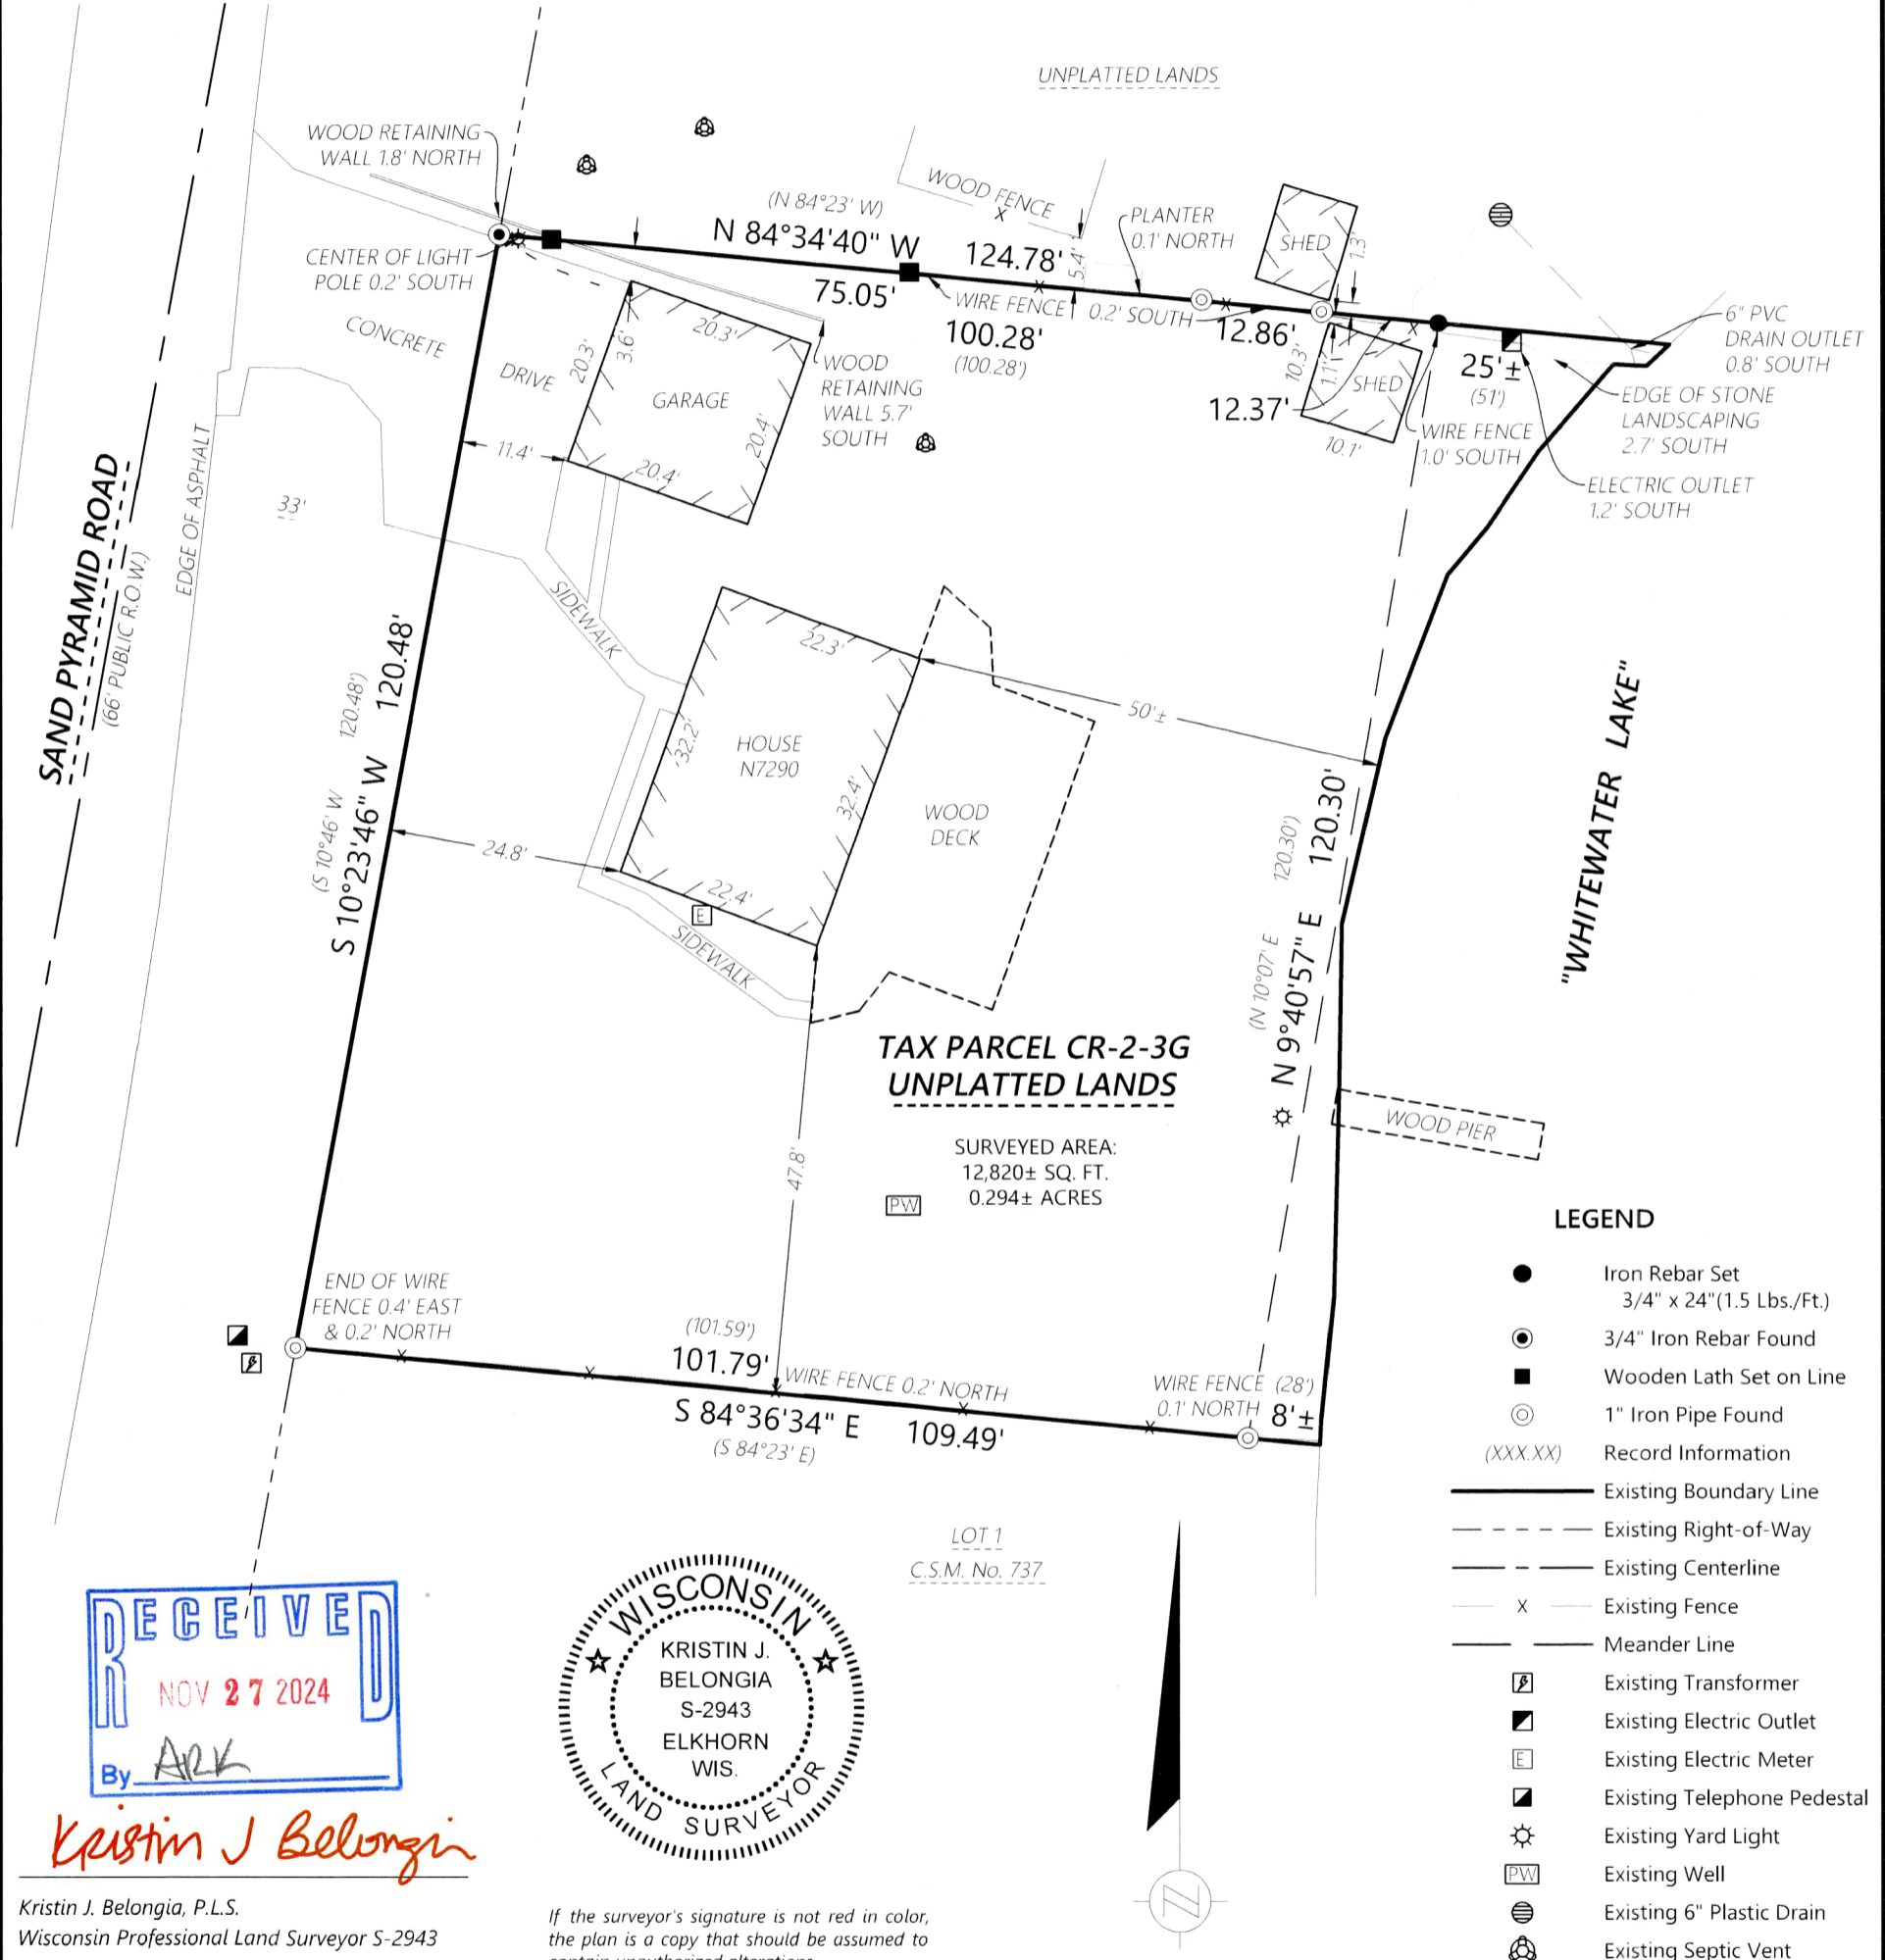 UNPLATTED LANDS
WOOD RETAINING
WALL 1.8' NORTH
CENTER OF LIGHT
POLE 0.2' SOUTH
(N 84°23' W)
N 84°34'40" W
124.78'
75.05'
WOOD FENCE
X
5.4'
PLANTER
0.1' NORTH
SHED
1.3'
WIRE FENCE 0.2' SOUTH
100.28'
(100.28')
12.86'
12.37'
10.3'
1.1'
SHED
10.1'
25'±
(51')
WIRE FENCE
1.0' SOUTH
6" PVC
DRAIN OUTLET
0.8' SOUTH
EDGE OF STONE
LANDSCAPING
2.7' SOUTH
ELECTRIC OUTLET
1.2' SOUTH
CONCRETE
DRIVE
20.3'
3.6'
20.3'
GARAGE
20.4'
20.4'
11.4'
WOOD
RETAINING
WALL 5.7'
SOUTH
33'
EDGE OF ASPHALT
SAND PYRAMID ROAD
(66' PUBLIC R.O.W.)
SIDEWALK
22.3'
32.2'
HOUSE
N7290
32.4'
22.4'
E
SIDEWALK
WOOD
DECK
50'±
24.8'
(S 10°46' W 120.48')
S 10°23'46" W 120.48'
(N 10°07' E 120.30')
N 9°40'57" E 120.30'
"WHITEWATER LAKE"
WOOD PIER
TAX PARCEL CR-2-3G
UNPLATTED LANDS
SURVEYED AREA:
12,820± SQ. FT.
0.294± ACRES
PW
47.8'
END OF WIRE
FENCE 0.4' EAST
& 0.2' NORTH
(101.59')
101.79'
WIRE FENCE 0.2' NORTH
S 84°36'34" E 109.49'
(S 84°23' E)
WIRE FENCE (28')
0.1' NORTH 8'±
LOT 1
C.S.M. No. 737
LEGEND
Iron Rebar Set
3/4" x 24"(1.5 Lbs./Ft.)
3/4" Iron Rebar Found
Wooden Lath Set on Line
1" Iron Pipe Found
(XXX.XX) Record Information
Existing Boundary Line
Existing Right-of-Way
Existing Centerline
X Existing Fence
Meander Line
Existing Transformer
Existing Electric Outlet
E Existing Electric Meter
Existing Telephone Pedestal
Existing Yard Light
PW Existing Well
Existing 6" Plastic Drain
Existing Septic Vent
RECEIVED
NOV 27 2024
By ARK
WISCONSIN
KRISTIN J.
BELONGIA
S-2943
ELKHORN
WIS.
LAND SURVEYOR
Kristin J Belongia
Kristin J. Belongia, P.L.S.
Wisconsin Professional Land Surveyor S-2943
If the surveyor's signature is not red in color,
the plan is a copy that should be assumed to
N